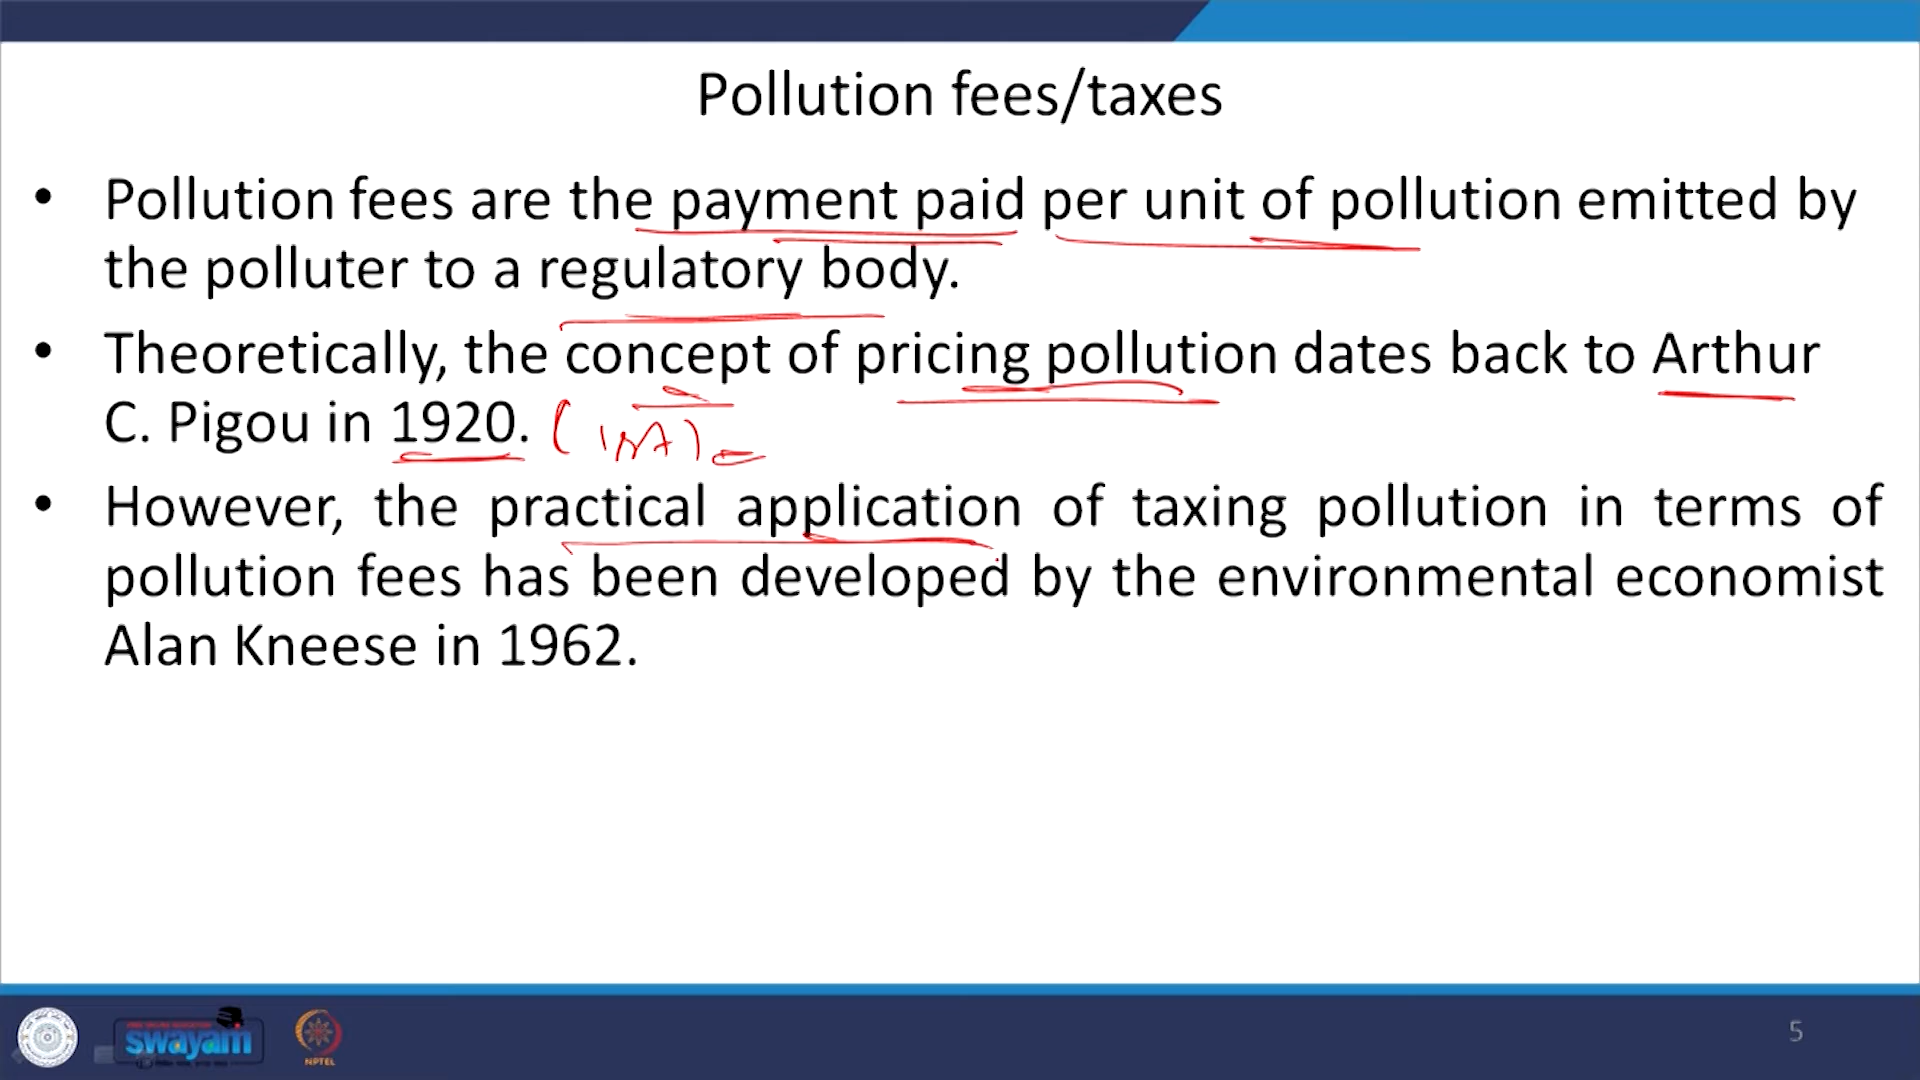 Pollution fees/taxes
• Pollution fees are the payment paid per unit of pollution emitted by
the polluter to a regulatory body.
• Theoretically, the concept of pricing pollution dates back to Arthur
C. Pigou in 1920.
• However, the practical application of taxing pollution in terms of
pollution fees has been developed by the environmental economist
Alan Kneese in 1962.
swayam
NPTEL
5